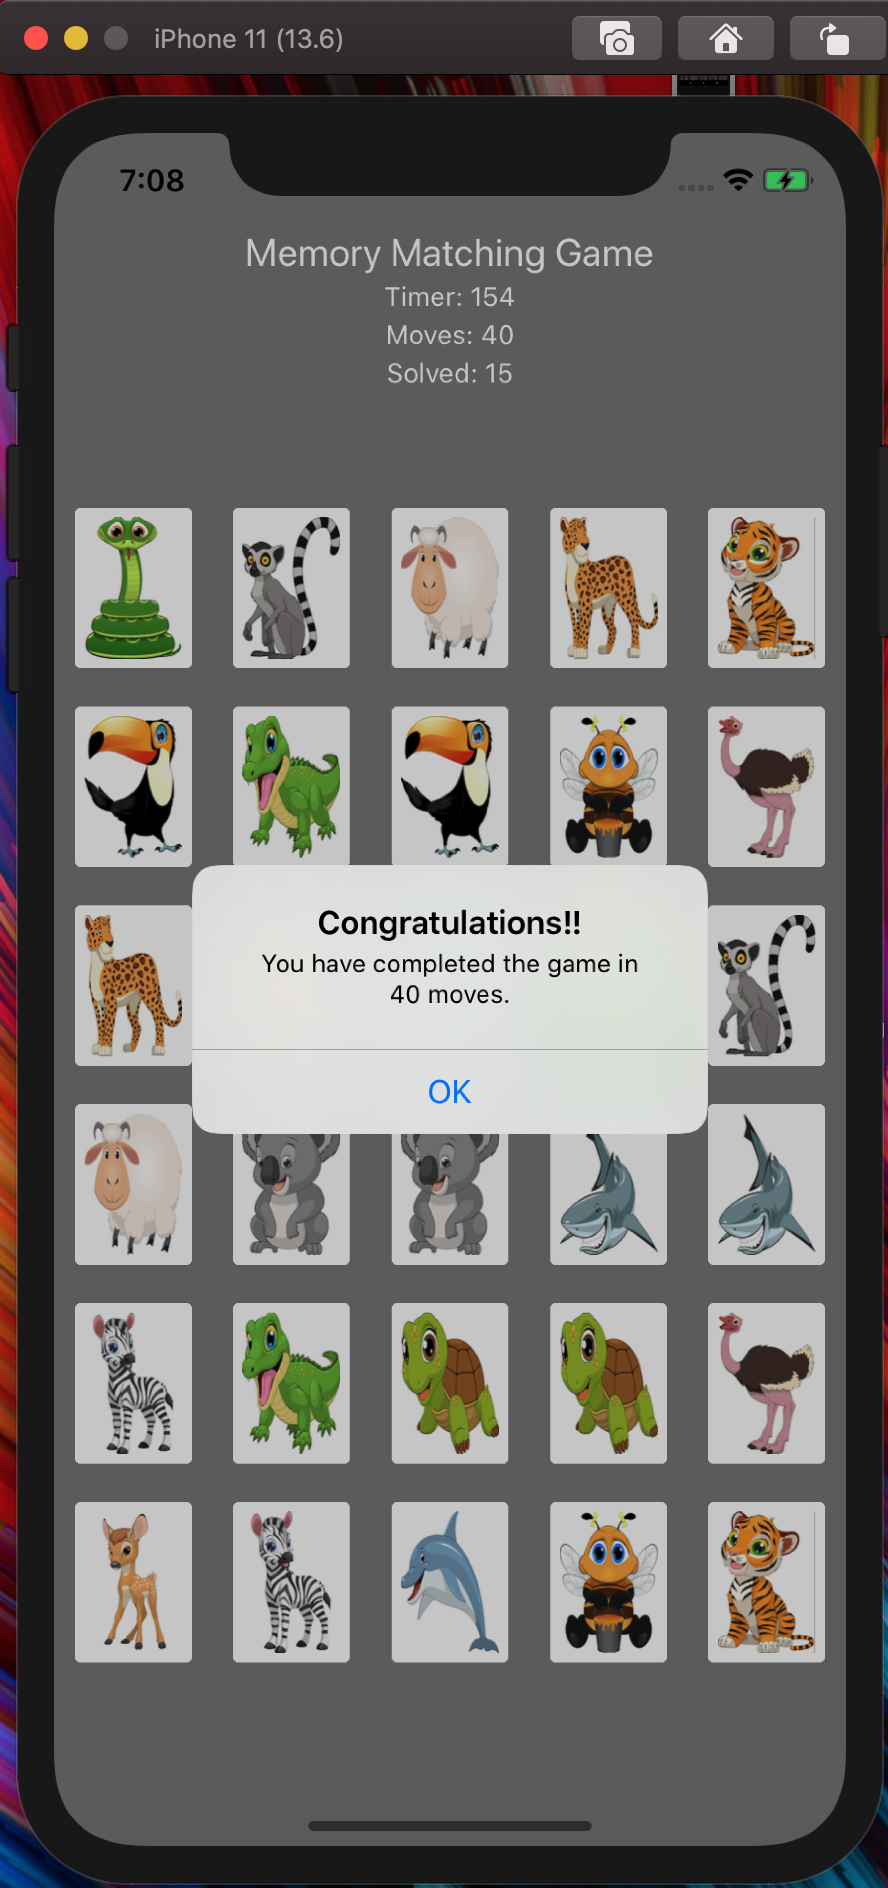 iPhone 11 (13.6)
7:08
Memory Matching Game
Timer: 154
Moves: 40
Solved: 15
Congratulations!!
You have completed the game in
40 moves.
OK